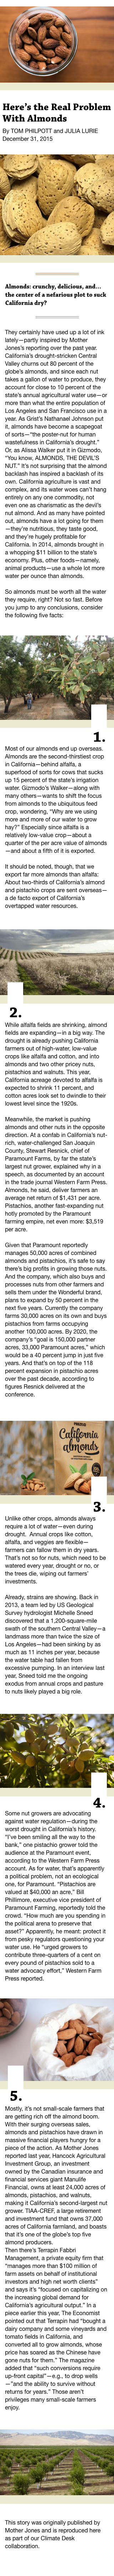 Here's the Real Problem
With Almonds
By TOM PHILPOTT and JULIA LURIE
December 31, 2015
Almonds: crunchy, delicious, and...
the center of a nefarious plot to suck
California dry?
They certainly have used up a lot of ink
lately—partly inspired by Mother
Jones's reporting over the past year.
California's drought-stricken Central
Valley churns out 80 percent of the
globe's almonds, and since each nut
takes a gallon of water to produce, they
account for close to 10 percent of the
state's annual agricultural water use—or
more than what the entire population of
Los Angeles and San Francisco use in a
year. As Grist's Nathanael Johnson put
it, almonds have become a scapegoat
of sorts—"the poster-nut for human
wastefulness in California's drought."
Or, as Alissa Walker put it in Gizmodo,
"You know, ALMONDS, THE DEVIL'S
NUT." It's not surprising that the almond
backlash has inspired a backlash of its
own. California agriculture is vast and
complex, and its water woes can't hang
entirely on any one commodity, not
even one as charismatic as the devil's
nut almond. And as many have pointed
out, almonds have a lot going for them
—they're nutritious, they taste good,
and they're hugely profitable for
California. In 2014, almonds brought in
a whopping $11 billion to the state's
economy. Plus, other foods—namely,
animal products—use a whole lot more
water per ounce than almonds.
So almonds must be worth all the water
they require, right? Not so fast. Before
you jump to any conclusions, consider
the following five facts:
1.
Most of our almonds end up overseas.
Almonds are the second-thirstiest crop
in California—behind alfalfa, a
superfood of sorts for cows that sucks
up 15 percent of the state's irrigation
water. Gizmodo's Walker—along with
many others—wants to shift the focus
from almonds to the ubiquitous feed
crop, wondering, "Why are we using
more and more of our water to grow
hay?" Especially since alfalfa is a
relatively low-value crop—about a
quarter of the per acre value of almonds
—and about a fifth of it is exported.
It should be noted, though, that we
export far more almonds than alfalfa:
About two-thirds of California's almond
and pistachio crops are sent overseas—
a de facto export of California's
overtapped water resources.
2.
While alfalfa fields are shrinking, almond
fields are expanding—in a big way. The
drought is already pushing California
farmers out of high-water, low-value
crops like alfalfa and cotton, and into
almonds and two other pricey nuts,
pistachios and walnuts. This year,
California acreage devoted to alfalfa is
expected to shrink 11 percent, and
cotton acres look set to dwindle to their
lowest level since the 1920s.
Meanwhile, the market is pushing
almonds and other nuts in the opposite
direction. At a confab in California's nut-
rich, water-challenged San Joaquin
County, Stewart Resnick, chief of
Paramount Farms, by far the state's
largest nut grower, explained why in a
speech, as documented by an account
in the trade journal Western Farm Press.
Almonds, he said, deliver farmers an
average net return of $1,431 per acre.
Pistachios, another fast-expanding nut
hotly promoted by the Paramount
farming empire, net even more: $3,519
per acre.
Given that Paramount reportedly
manages 50,000 acres of combined
almonds and pistachios, it's safe to say
his big profits in growing those nuts.
And the company, which also buys and
processes nuts from other farms and
sells them under the Wonderful brand,
plans to expand by 50 percent in the
next five years. Currently, Paramount
farms 30,000 acres of pistachios and buys
pistachios from farms occupying
another 100,000 acres. By 2020, the
company's "goal is 150,000 partner
acres, 33,000 Paramount acres," which
would be a 40 percent jump in just five
years. And that's on top of the 118
percent expansion in pistachio acres
over the past decade, according to
figures Resnick delivered at the
conference.
California
almonds
3.
Unlike other crops, almonds always
require a lot of water—even during
drought. Annual crops like cotton,
alfalfa, and veggies are flexible—
farmers can fallow them in dry years.
That's not so for nuts, which need to be
watered every year, drought or no, or
the trees die, wiping out farmers'
investments.
Already, strains are showing. Back in
2013, a team led by US Geological
Survey hydrologist Michelle Sneed
discovered that a 1,200-square-mile
swath of the southern Central Valley—a
landmass more than twice the size of
Los Angeles—had been sinking by as
much as 11 inches per year, because
the water table had fallen from
excessive pumping. In an interview last
year, Sneed told me the ongoing
exodus from annual crops and pasture
to nuts likely played a big role.
4.
Some nut growers are advocating
against water regulation—during the
worst drought in California's history.
"I've been smiling all the way to the
bank," one pistachio grower told the
audience at the Paramount event,
according to the Western Farm Press
account. As for water, that's apparently
a political problem, not an ecological
one, for Paramount. "Pistachios are
valued at $40,000 an acre," Bill
Phillimore, executive vice president of
Paramount Farming, reportedly told the
crowd. "How much are you spending in
the political arena to preserve that
asset?" Apparently, he meant: protect it
from pesky regulators questioning your
water use. He "urged growers to
contribute three-quarters of a cent on
every pound of pistachios sold to a
water advocacy effort," Western Farm
Press reported.
5.
Mostly, it's not small-scale farmers that
are getting rich off the almond boom.
With their surging overseas sales,
almonds and pistachios have drawn in
massive financial players hungry for a
piece of the action. As Mother Jones
reported last year, Hancock Agricultural
Investment Group, an investment
owned by the Canadian insurance and
financial services giant Manulife
Financial, owns at least 24,000 acres of
almonds, pistachios, and walnuts,
making it California's second-largest nut
grower. TIAA-CREF, a large retirement
and investment fund that owns 37,000
acres of California farmland, and boasts
that it's one of the globe's top five
almond producers.
Then there's Terrapin Fabbri
Management, a private equity firm that
"manages more than $100 million of
farm assets on behalf of institutional
investors and high net worth clients"
and says it's "focused on capitalizing on
the increasing global demand for
California's agricultural output." In a
piece earlier this year, The Economist
pointed out that Terrapin had "bought a
dairy company and some vineyards and
tomato fields in California, and
converted all to grow almonds, whose
price has soared as the Chinese have
gone nuts for them." The magazine
added that "such conversions require
up-front capital"—e.g., to drop wells
—"and the ability to survive without
returns for years." Those aren't
privileges many small-scale farmers
enjoy.
This story was originally published by
Mother Jones and is reproduced here
as part of our Climate Desk
collaboration.